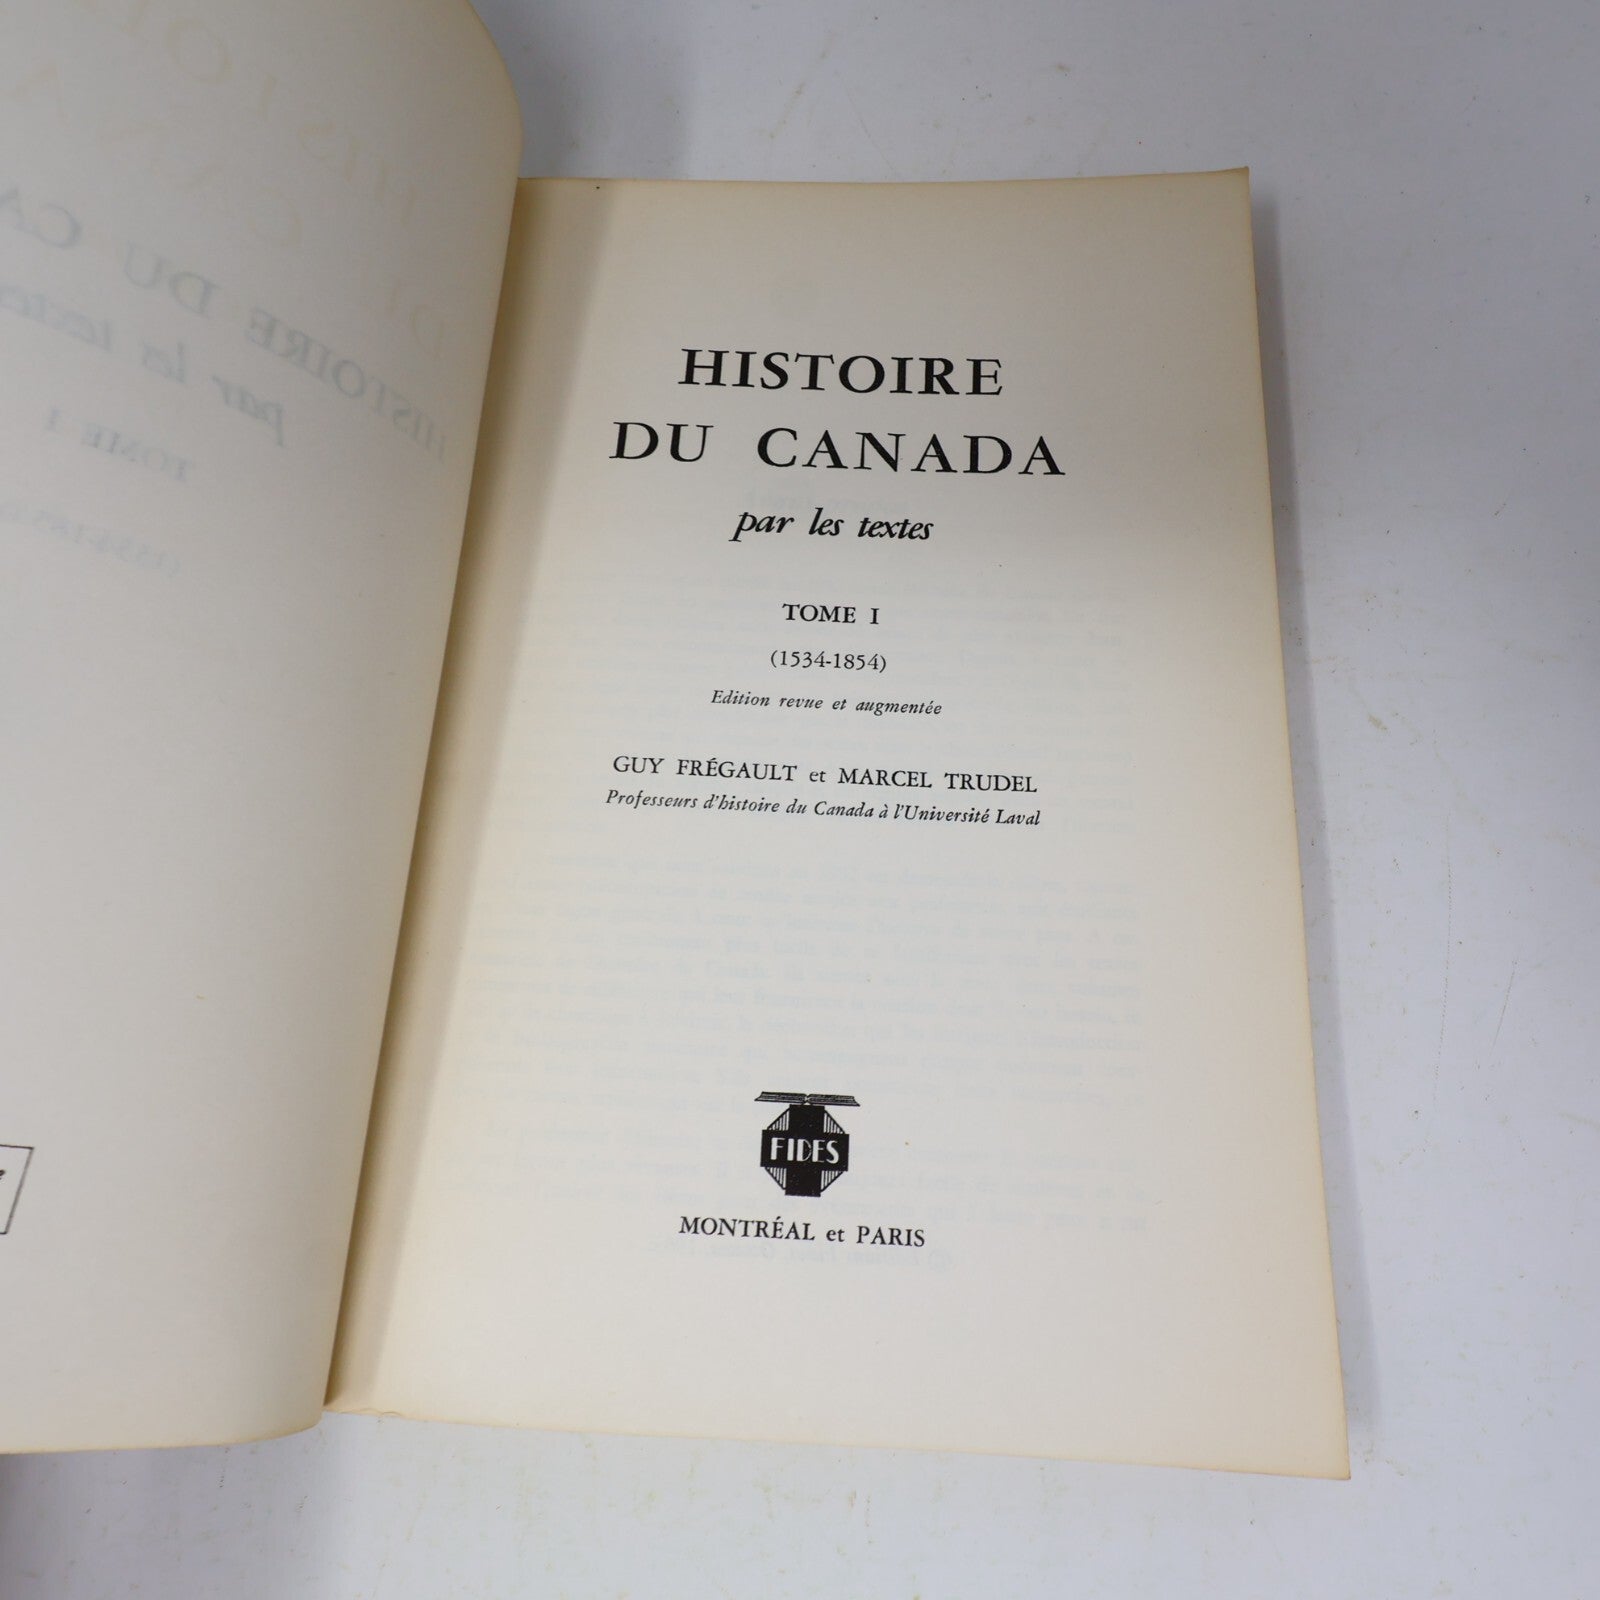 HISTOIRE
DU CANADA
par les textes
TOME I
(1534-1854)
Edition revue et augmentée
GUY FRÉGAULT et MARCEL TRUDEL
Professeurs d'histoire du Canada à l'Université Laval
FIDES
MONTRÉAL et PARIS